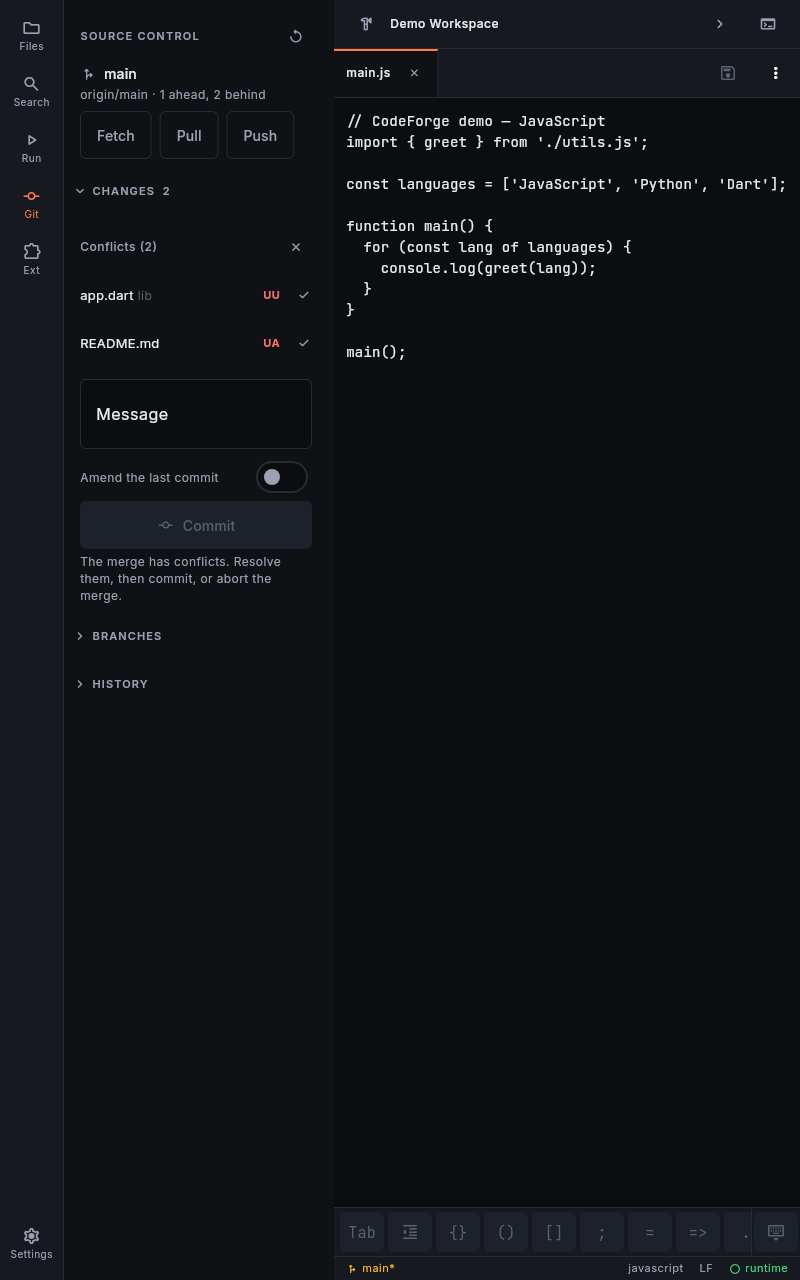 Files
Search
Run
Git
Ext
Settings
SOURCE CONTROL
main
origin/main · 1 ahead, 2 behind
Fetch Pull Push
CHANGES 2
Conflicts (2)
app.dart lib UU
README.md UA
Message
Amend the last commit
Commit
The merge has conflicts. Resolve
them, then commit, or abort the
merge.
BRANCHES
HISTORY
Demo Workspace
main.js
// CodeForge demo — JavaScript
import { greet } from './utils.js';
const languages = ['JavaScript', 'Python', 'Dart'];
function main() {
  for (const lang of languages) {
    console.log(greet(lang));
  }
}
main();
Tab {} () [] ; = => .
main* javascript LF runtime